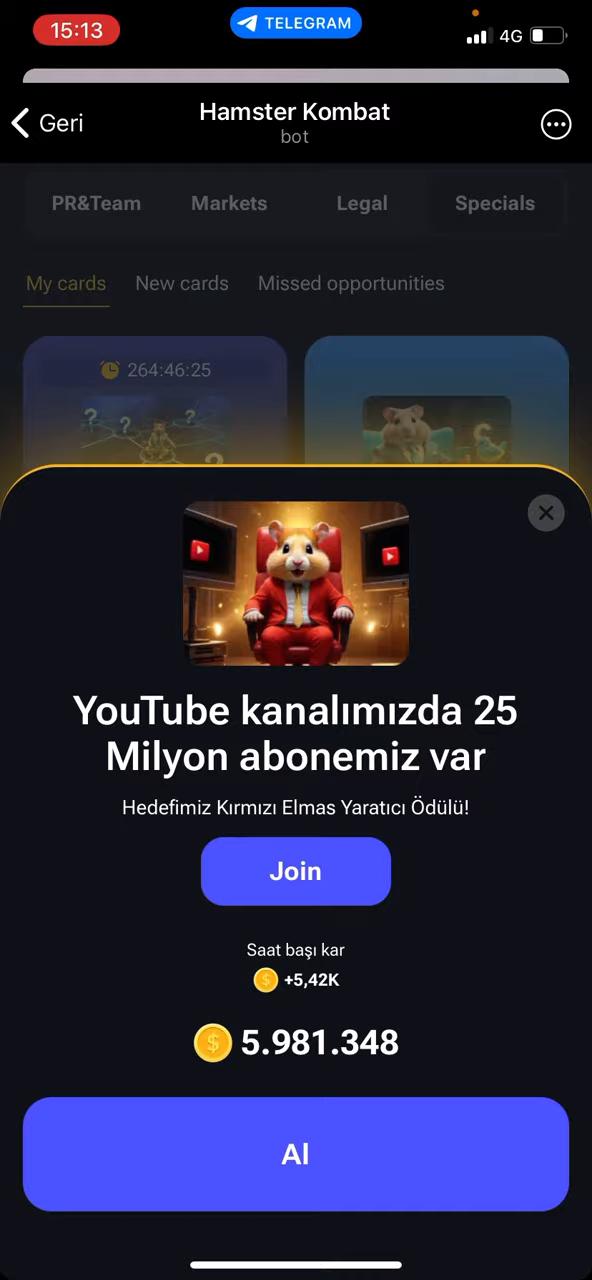 15:13
TELEGRAM
4G
Geri
Hamster Kombat
bot
PR&Team
Markets
Legal
Specials
My cards
New cards
Missed opportunities
264:46:25
YouTube kanalımızda 25
Milyon abonemiz var
Hedefimiz Kırmızı Elmas Yaratıcı Ödülü!
Join
Saat başı kar
+5,42K
5.981.348
Al